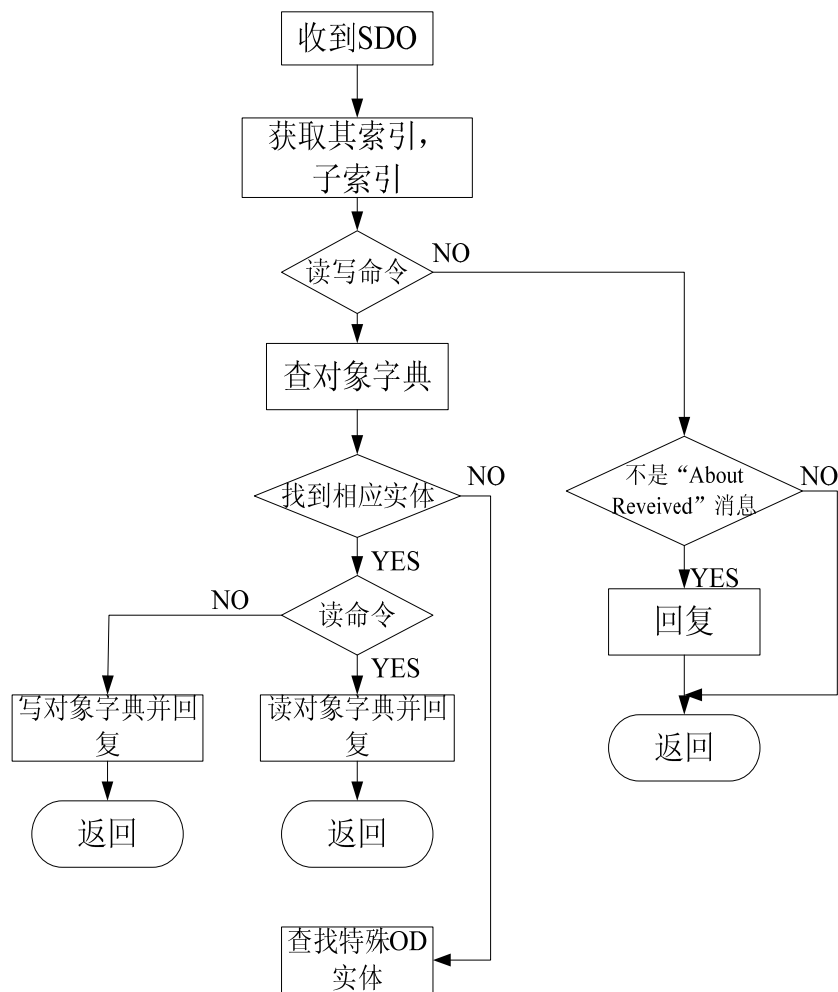 收到SDO
获取其索引，
子索引
读写命令
NO
查对象字典
找到相应实体
NO
不是“About
Reveived”消息
NO
YES
YES
读命令
NO
回复
YES
写对象字典并回
复
读对象字典并回
复
返回
返回
返回
查找特殊OD
实体